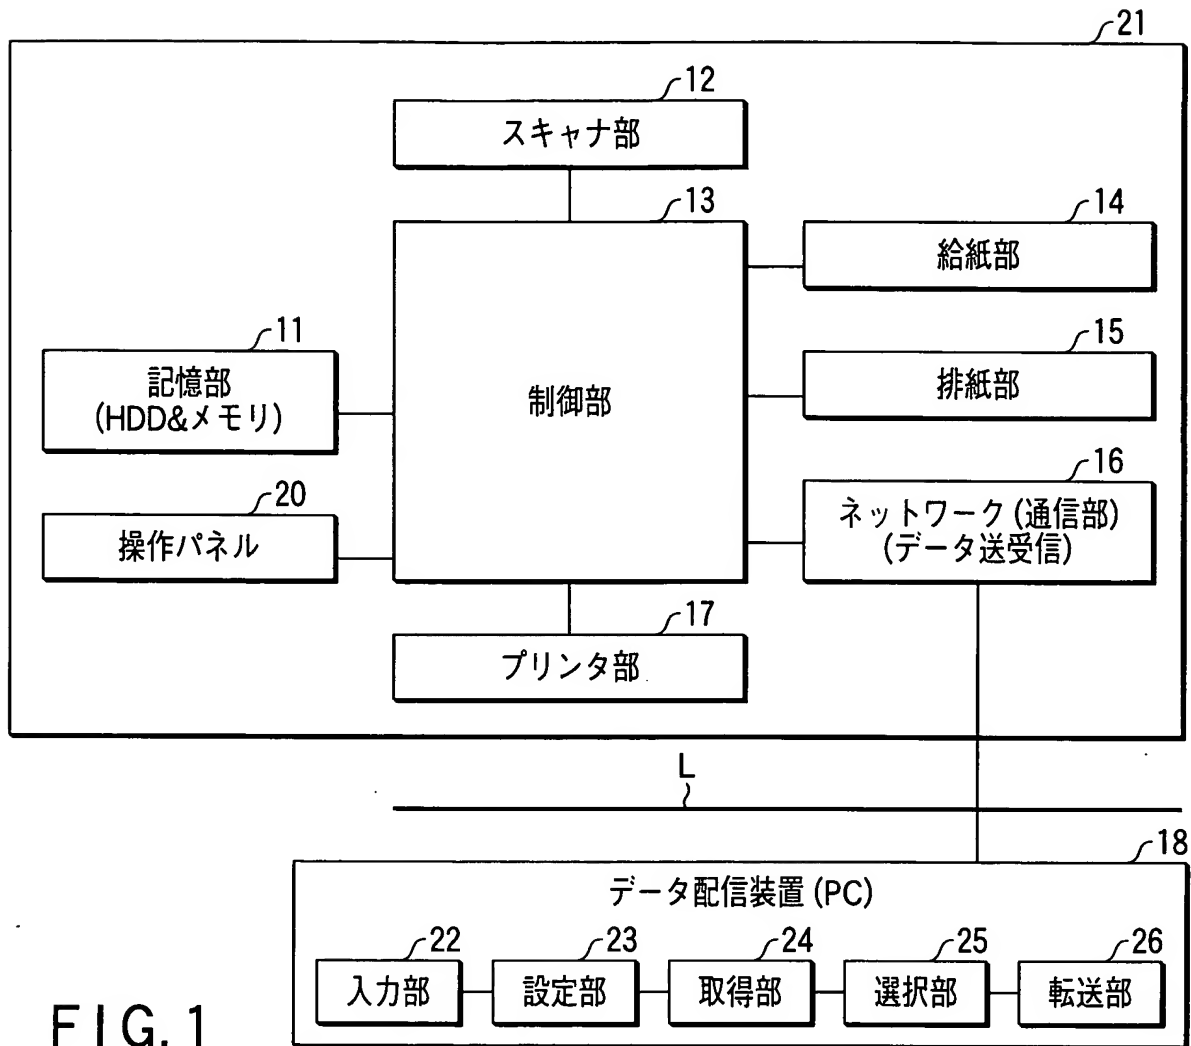 21
12
スキャナ部
13
制御部
14
給紙部
11
記憶部
(HDD&メモリ)
15
排紙部
20
操作パネル
16
ネットワーク(通信部)
(データ送受信)
17
プリンタ部
L
18
データ配信装置(PC)
22
入力部
23
設定部
24
取得部
25
選択部
26
転送部
FIG. 1